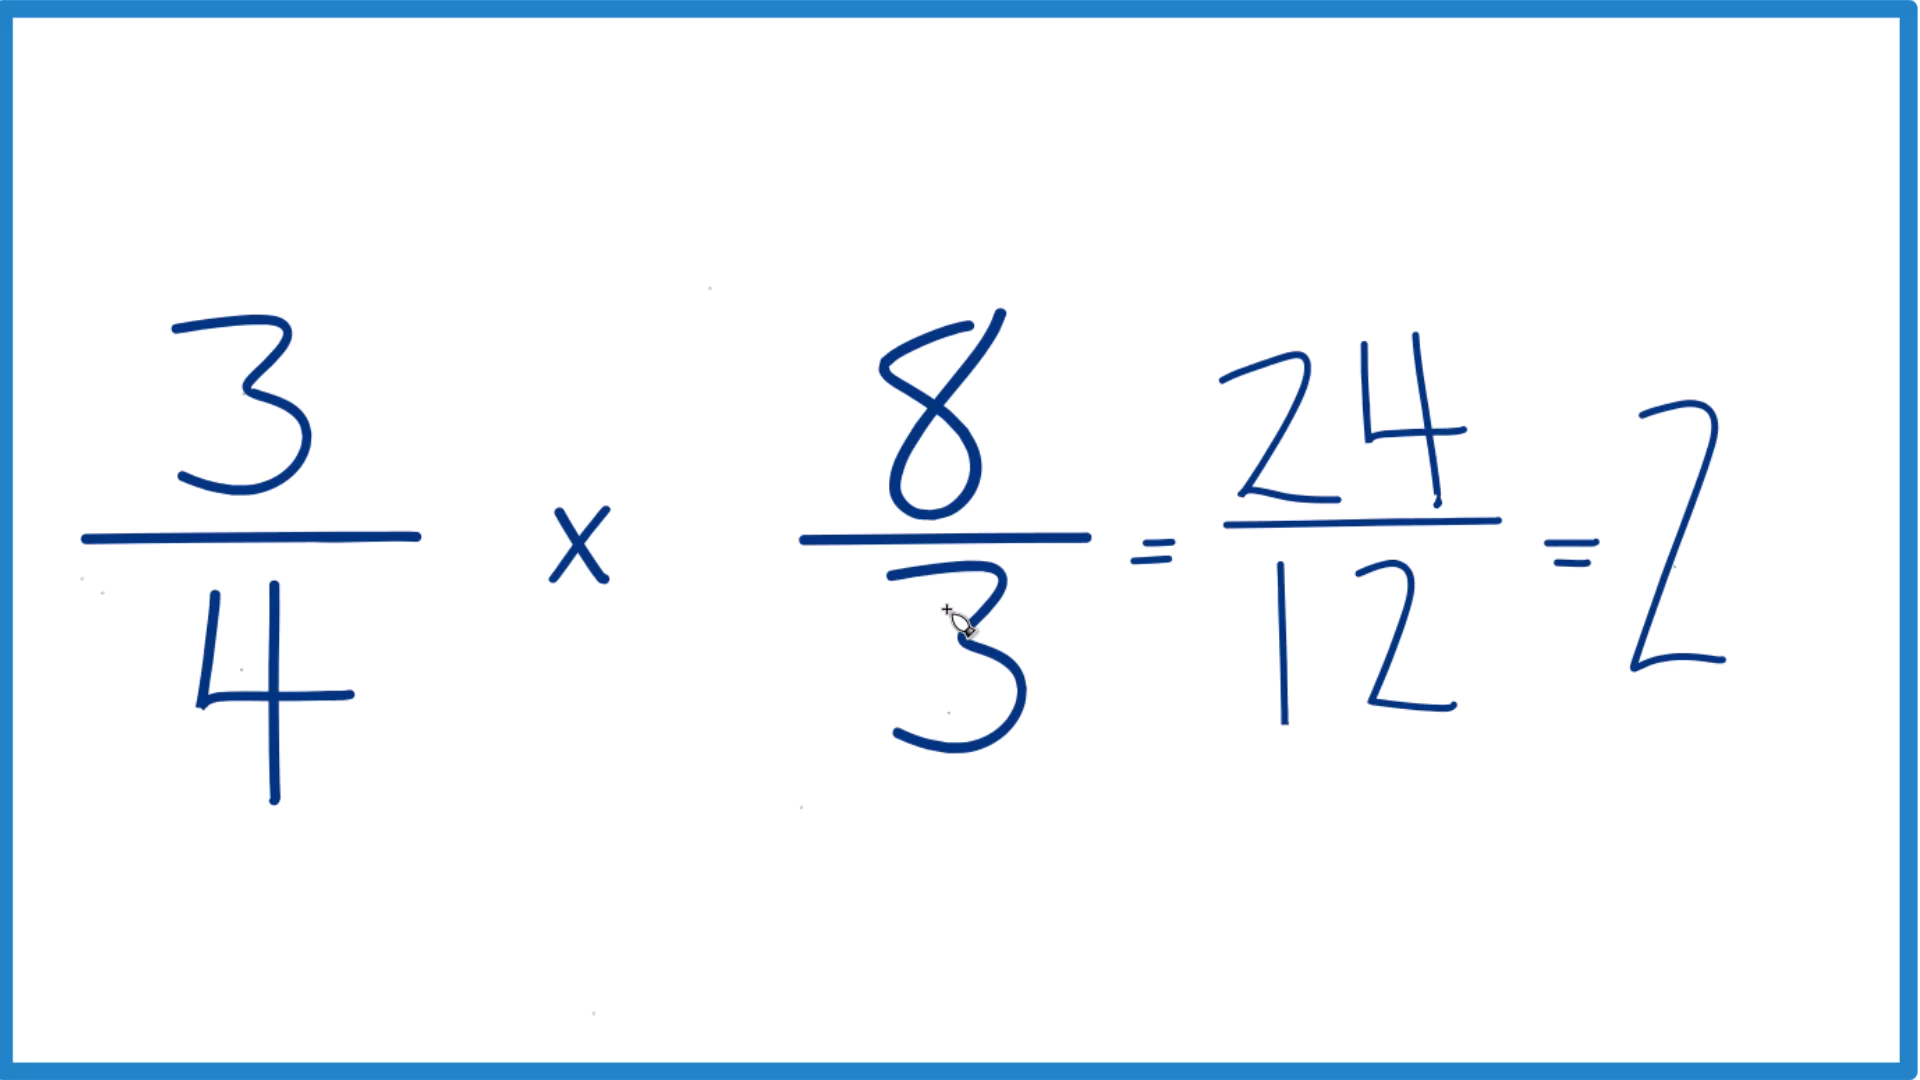 3/4 x 8/3 = 24/12 = 2